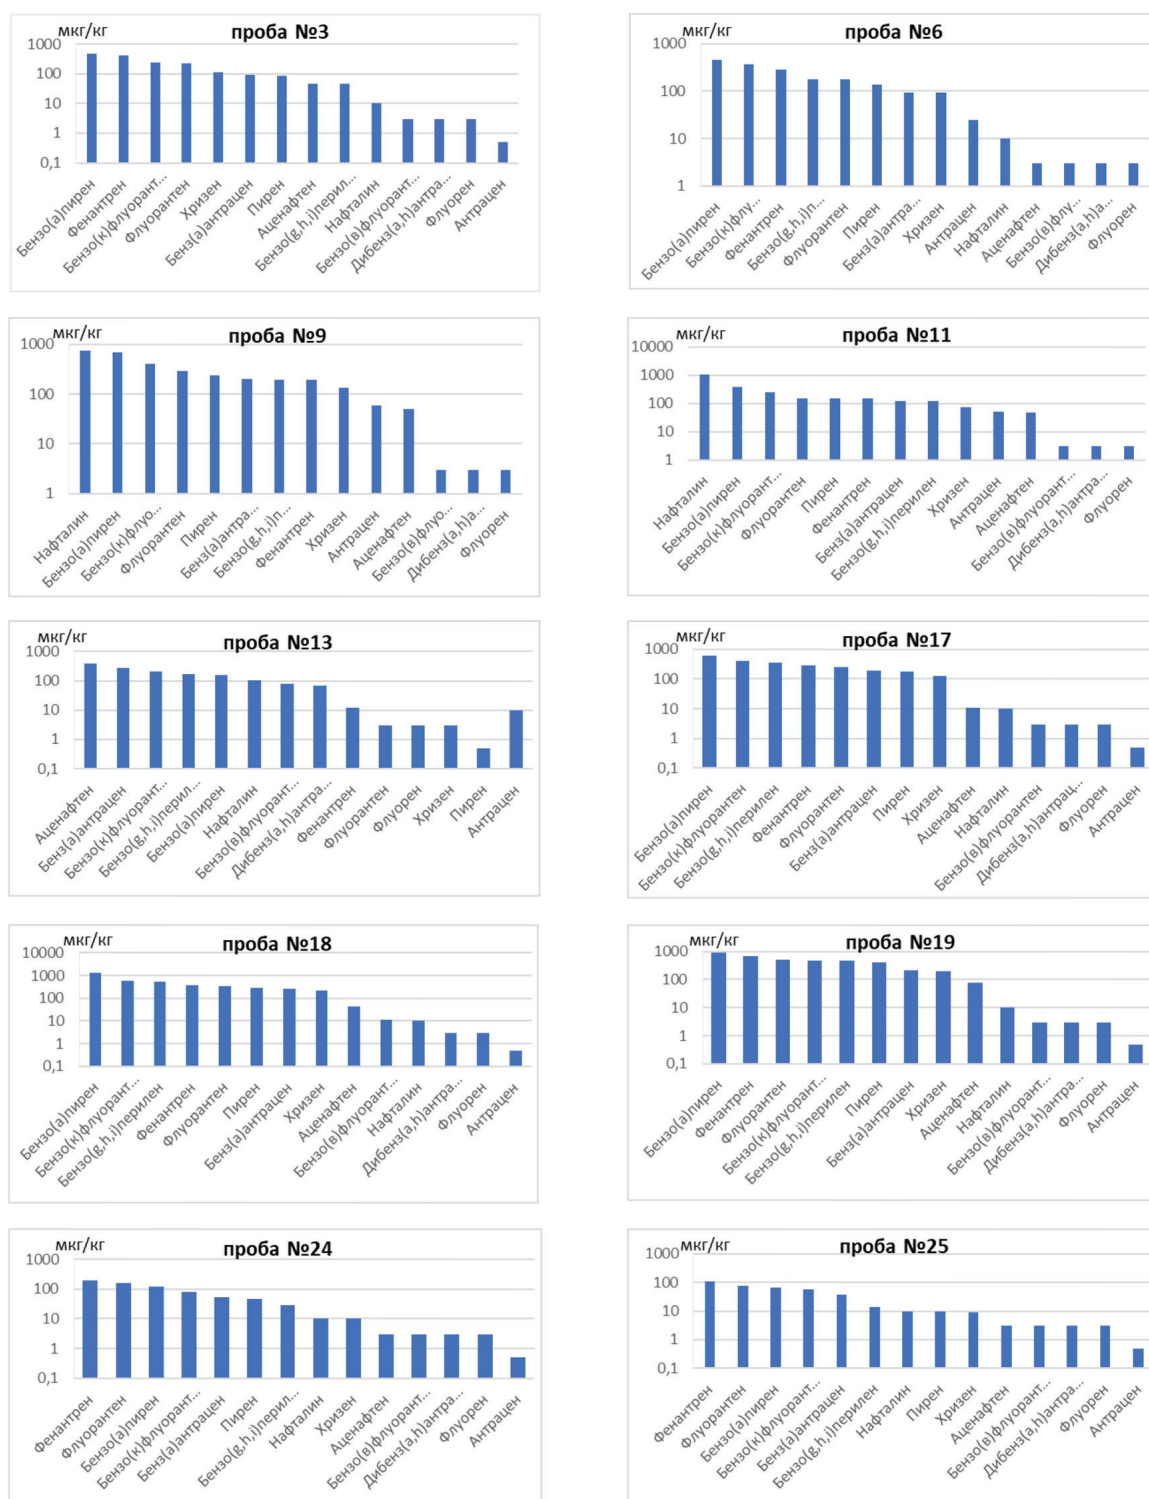 мкг/кг
проба №3
1000
100
10
1
0,1
Бензо(а)пирен
Фенантрен
Бензо(к)флуорант...
Флуорантен
Хризен
Бенз(а)антрацен
Пирен
Аценафтен
Бензо(g,h,i)перил...
Нафталин
Бензо(в)флуорант...
Дибенз(a,h)антра...
Флуорен
Антрацен
мкг/кг
проба №6
1000
100
10
1
Бензо(а)пирен
Бензо(к)флу...
Фенантрен
Бензо(g,h,i)п...
Флуорантен
Пирен
Бенз(а)антра...
Хризен
Антрацен
Нафталин
Аценафтен
Бензо(в)флу...
Дибенз(a,h)а...
Флуорен
мкг/кг
проба №9
1000
100
10
1
Нафталин
Бензо(а)пирен
Бензо(к)флуо...
Флуорантен
Пирен
Бенз(а)антра...
Бензо(g,h,i)п...
Фенантрен
Хризен
Антрацен
Аценафтен
Бензо(в)флуо...
Дибенз(a,h)а...
Флуорен
мкг/кг
проба №11
10000
1000
100
10
1
Нафталин
Бензо(а)пирен
Бензо(к)флуорант...
Флуорантен
Пирен
Фенантрен
Бенз(а)антрацен
Бензо(g,h,i)перилен
Хризен
Антрацен
Аценафтен
Бензо(в)флуорант...
Дибенз(a,h)антра...
Флуорен
мкг/кг
проба №13
1000
100
10
1
0,1
Аценафтен
Бенз(а)антрацен
Бензо(к)флуорант...
Бензо(g,h,i)перил...
Бензо(а)пирен
Нафталин
Бензо(в)флуорант...
Дибенз(a,h)антра...
Фенантрен
Флуорантен
Флуорен
Хризен
Пирен
Антрацен
мкг/кг
проба №17
1000
100
10
1
0,1
Бензо(а)пирен
Бензо(к)флуорантен
Бензо(g,h,i)перилен
Фенантрен
Флуорантен
Бенз(а)антрацен
Пирен
Хризен
Аценафтен
Нафталин
Бензо(в)флуорантен
Дибенз(a,h)антрац...
Флуорен
Антрацен
мкг/кг
проба №18
10000
1000
100
10
1
0,1
Бензо(а)пирен
Бензо(к)флуорант...
Бензо(g,h,i)перилен
Фенантрен
Флуорантен
Пирен
Бенз(а)антрацен
Хризен
Аценафтен
Бензо(в)флуорант...
Нафталин
Дибенз(a,h)антра...
Флуорен
Антрацен
мкг/кг
проба №19
1000
100
10
1
0,1
Бензо(а)пирен
Фенантрен
Флуорантен
Бензо(к)флуорант...
Бензо(g,h,i)перилен
Пирен
Бенз(а)антрацен
Хризен
Аценафтен
Нафталин
Бензо(в)флуорант...
Дибенз(a,h)антра...
Флуорен
Антрацен
мкг/кг
проба №24
1000
100
10
1
0,1
Фенантрен
Флуорантен
Бензо(а)пирен
Бензо(к)флуорант...
Бенз(а)антрацен
Пирен
Бензо(g,h,i)перил...
Нафталин
Хризен
Аценафтен
Бензо(в)флуорант...
Дибенз(a,h)антра...
Флуорен
Антрацен
мкг/кг
проба №25
1000
100
10
1
0,1
Фенантрен
Флуорантен
Бензо(а)пирен
Бензо(к)флуорант...
Бенз(а)антрацен
Бензо(g,h,i)перилен
Нафталин
Пирен
Хризен
Аценафтен
Бензо(в)флуорант...
Дибенз(a,h)антра...
Флуорен
Антрацен